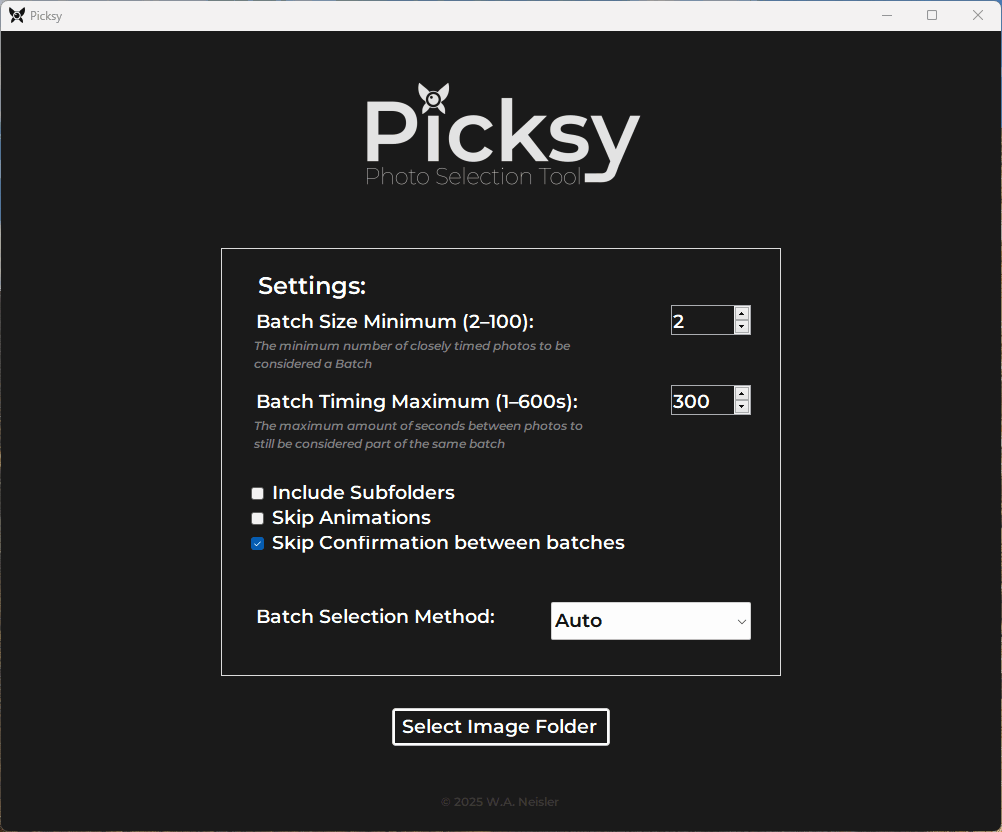 Picksy
Picksy
Photo Selection Tool
Settings:
Batch Size Minimum (2–100):
2
The minimum number of closely timed photos to be
considered a Batch
Batch Timing Maximum (1–600s):
300
The maximum amount of seconds between photos to
still be considered part of the same batch
Include Subfolders
Skip Animations
Skip Confirmation between batches
Batch Selection Method:
Auto
Select Image Folder
© 2025 W.A. Neisler